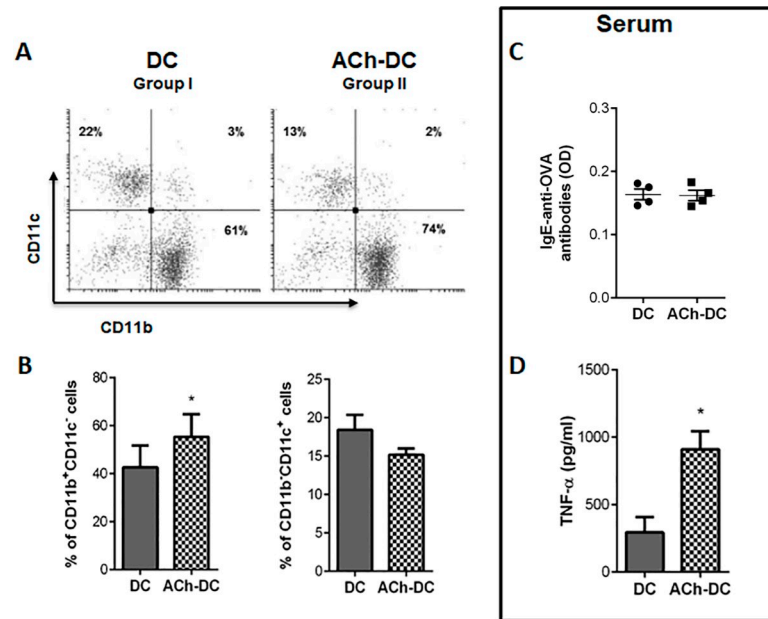 Serum
A
DC
Group I
ACh-DC
Group II
22%
3%
61%
13%
2%
74%
CD11c
CD11b
B
% of CD11b+CD11c- cells
80
60
40
20
0
*
DC
ACh-DC
% of CD11b-CD11c+ cells
25
20
15
10
5
0
DC
ACh-DC
C
IgE-anti-OVA
antibodies (OD)
0.3
0.2
0.1
0.0
DC
ACh-DC
D
TNF-α (pg/ml)
1500
1000
500
0
*
DC
ACh-DC